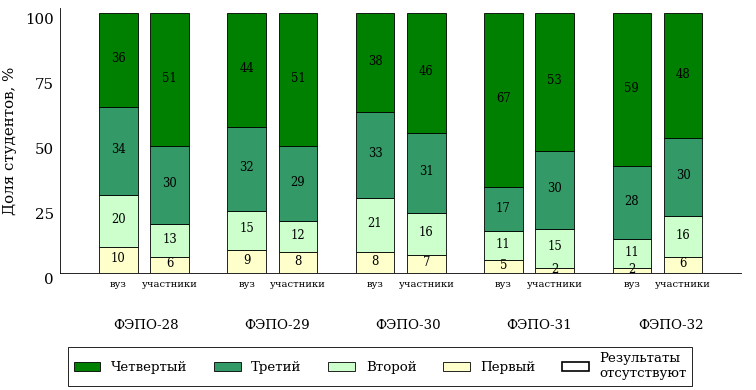 Доля студентов, %
100
75
50
25
0
36 51 44 51 38 46 67 53 59 48
34 30 32 29 33 31 17 30 28 30
20 13 15 12 21 16 11 15 11 16
10 6 9 8 8 7 5 2 2 6
вуз участники вуз участники вуз участники вуз участники вуз участники
ФЭПО-28 ФЭПО-29 ФЭПО-30 ФЭПО-31 ФЭПО-32
Четвертый Третий Второй Первый Результаты
отсутствуют